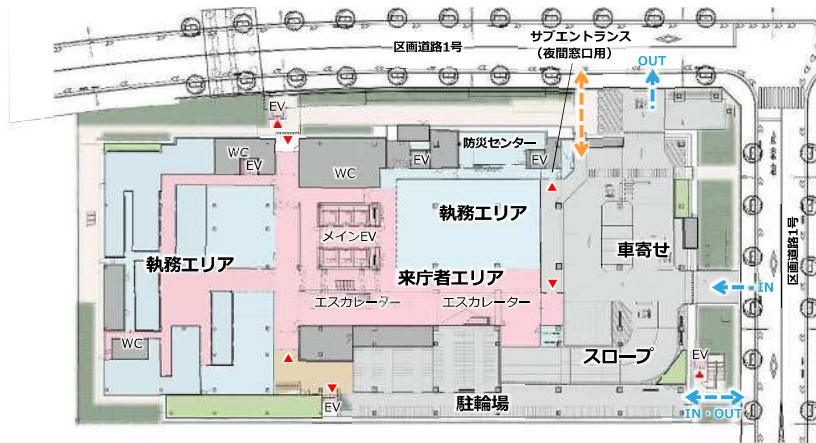 サブエントランス
（夜間窓口用）
区画道路1号
OUT
EV
防災センター
WC
EV
WC
EV
EV
執務エリア
メインEV
車寄せ
執務エリア
来庁者エリア
区画道路1号
IN
エスカレーター
エスカレーター
WC
スロープ
EV
EV
駐輪場
IN・OUT